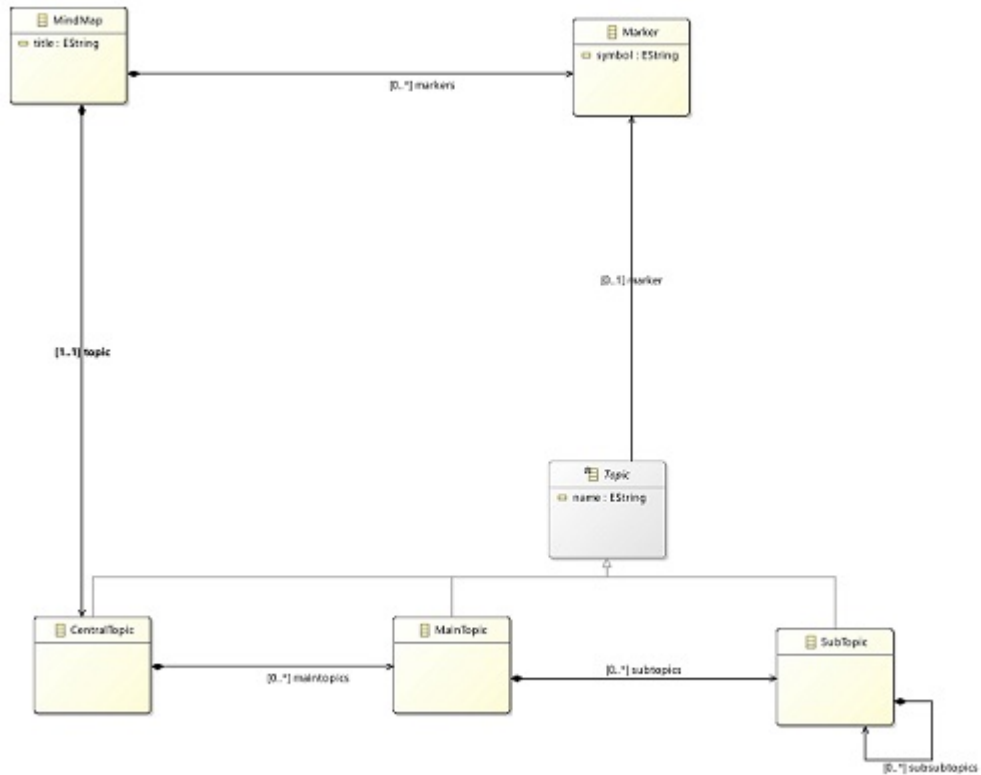 MindMap
title : EString
Marker
symbol : EString
[0..*] markers
[0..1] marker
[1..1] topic
Topic
name : EString
CentralTopic
MainTopic
SubTopic
[0..*] maintopics
[0..*] subtopics
[0..*] subsubtopics